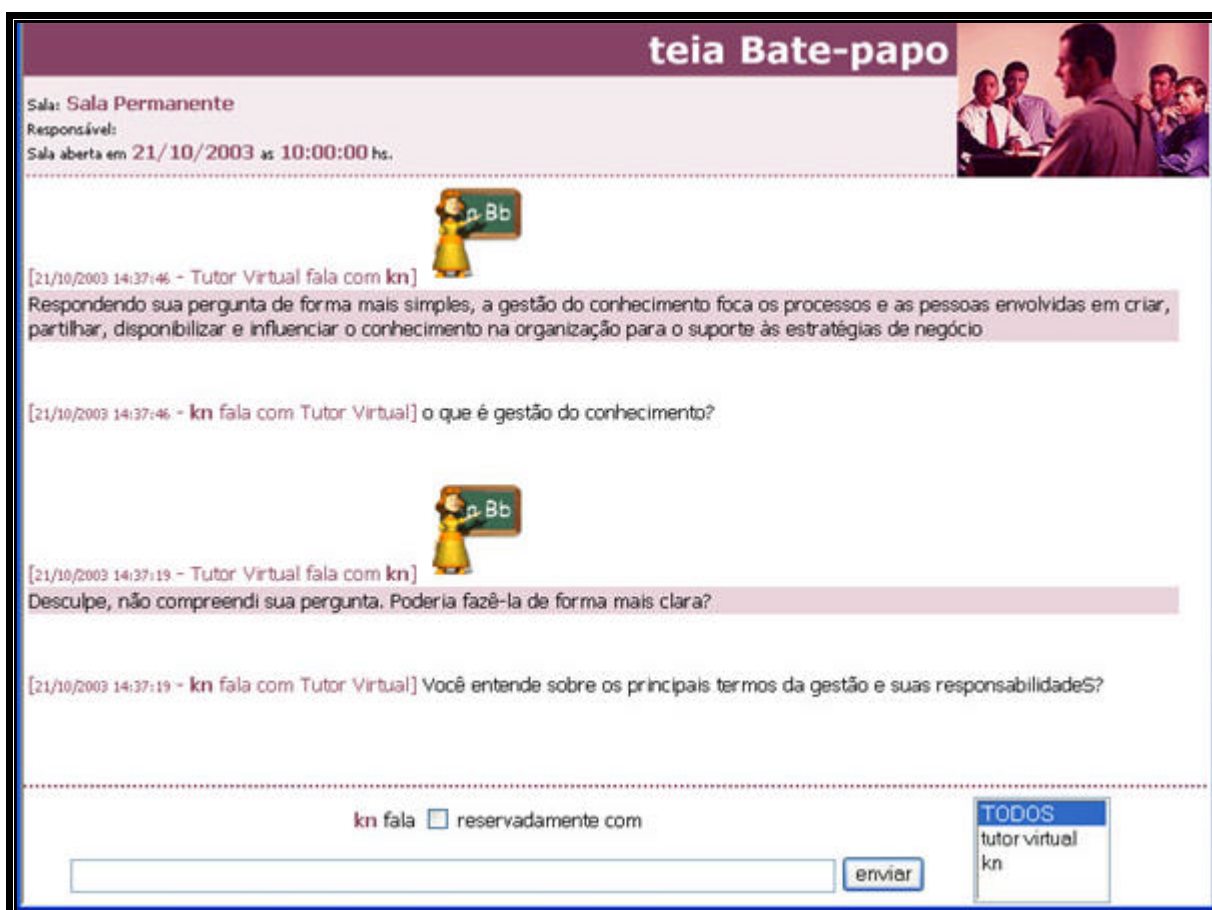 teia Bate-papo
Sala: Sala Permanente
Responsável:
Sala aberta em 21/10/2003 as 10:00:00 hs.
Bb
[21/10/2003 14:37:46 - Tutor Virtual fala com kn]
Respondendo sua pergunta de forma mais simples, a gestão do conhecimento foca os processos e as pessoas envolvidas em criar,
partilhar, disponibilizar e influenciar o conhecimento na organização para o suporte às estratégias de negócio
[21/10/2003 14:37:46 - kn fala com Tutor Virtual] o que é gestão do conhecimento?
Bb
[21/10/2003 14:37:19 - Tutor Virtual fala com kn]
Desculpe, não compreendi sua pergunta. Poderia fazê-la de forma mais clara?
[21/10/2003 14:37:19 - kn fala com Tutor Virtual] Você entende sobre os principais termos da gestão e suas responsabilidadeS?
kn fala reservadamente com
TODOS
tutor virtual
kn
enviar